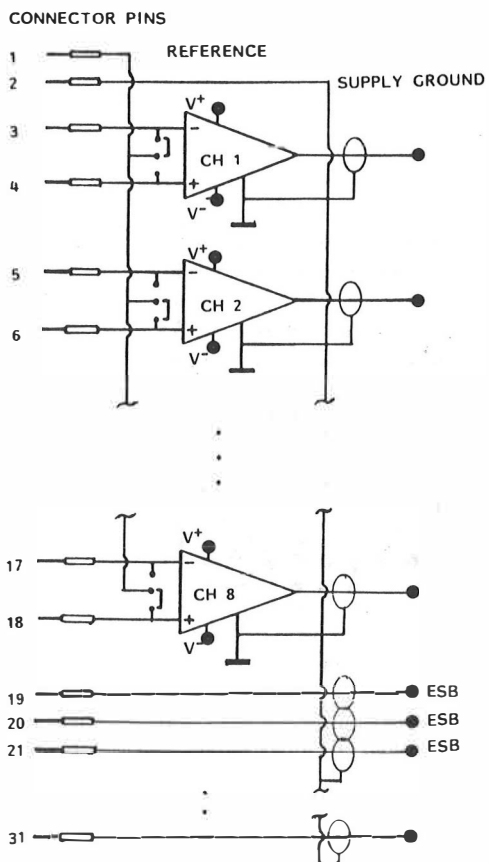 CONNECTOR PINS
1 REFERENCE
2 SUPPLY GROUND
V+
3 −
CH 1
4 +
V−
V+
5 −
CH 2
6 +
V−
V+
17 −
CH 8
18 +
V−
19 ESB
20 ESB
21 ESB
31